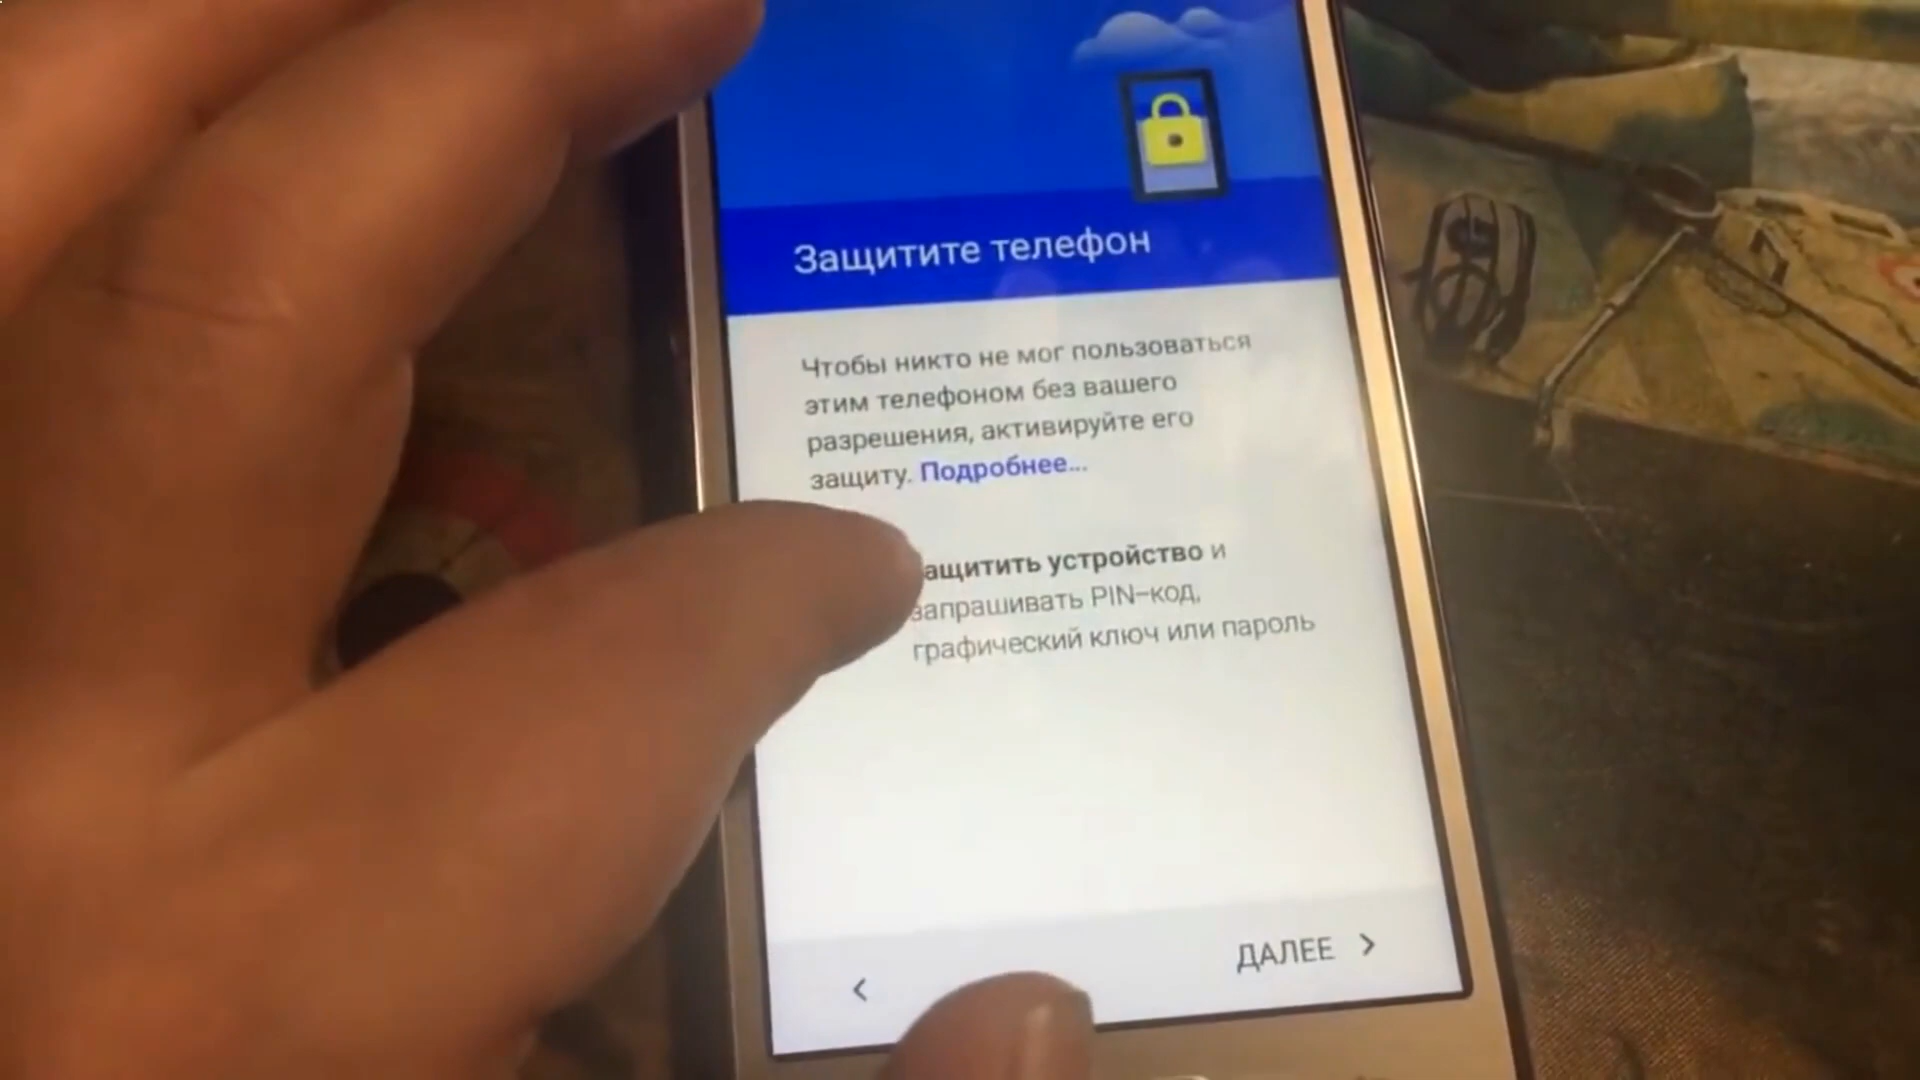 Защитите телефон
Чтобы никто не мог пользоваться
этим телефоном без вашего
разрешения, активируйте его
защиту. Подробнее...
ащитить устройство и
запрашивать PIN-код,
графический ключ или пароль
ДАЛЕЕ